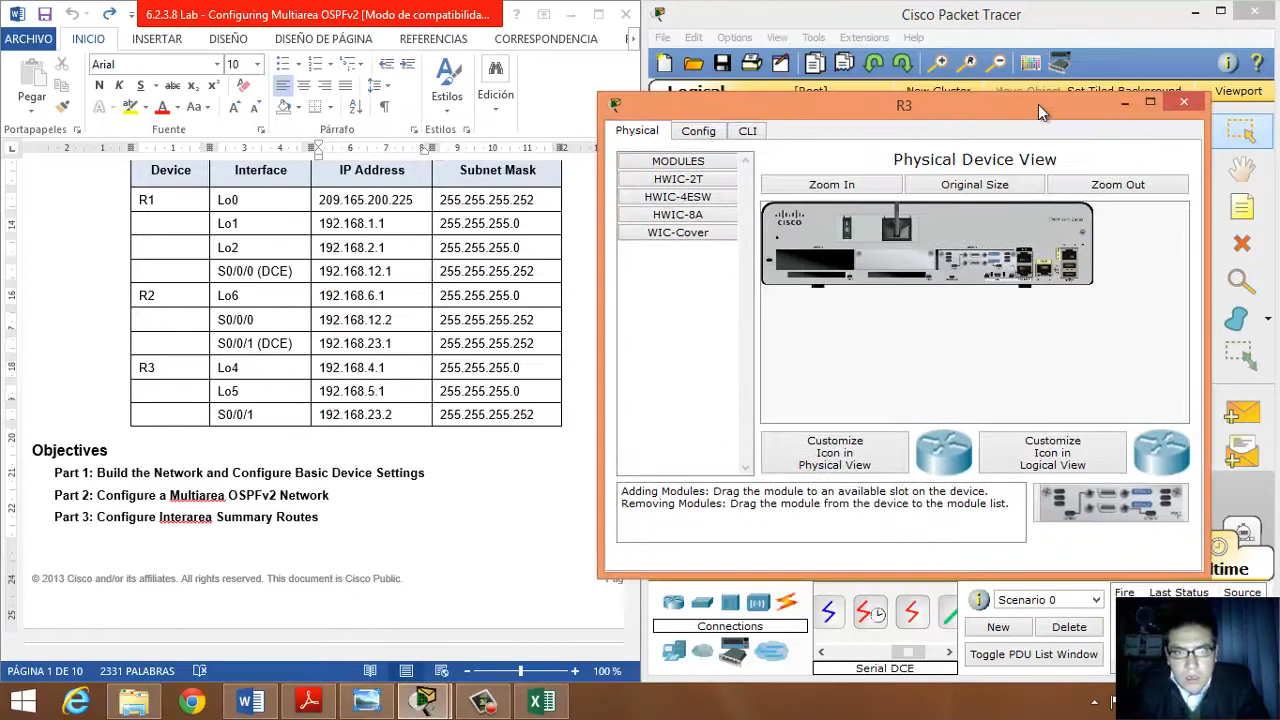 6.2.3.8 Lab - Configuring Multiarea OSPFv2 [Modo de compatibilida...
ARCHIVO INICIO INSERTAR DISEÑO DISEÑO DE PÁGINA REFERENCIAS CORRESPONDENCIA
Arial 10
N K S
Pegar
Estilos
Edición
Portapapeles
Fuente
Párrafo
Estilos
Device Interface IP Address Subnet Mask
R1 Lo0 209.165.200.225 255.255.255.252
Lo1 192.168.1.1 255.255.255.0
Lo2 192.168.2.1 255.255.255.0
S0/0/0 (DCE) 192.168.12.1 255.255.255.252
R2 Lo6 192.168.6.1 255.255.255.0
S0/0/0 192.168.12.2 255.255.255.252
S0/0/1 (DCE) 192.168.23.1 255.255.255.252
R3 Lo4 192.168.4.1 255.255.255.0
Lo5 192.168.5.1 255.255.255.0
S0/0/1 192.168.23.2 255.255.255.252
Objectives
Part 1: Build the Network and Configure Basic Device Settings
Part 2: Configure a Multiarea OSPFv2 Network
Part 3: Configure Interarea Summary Routes
© 2013 Cisco and/or its affiliates. All rights reserved. This document is Cisco Public.
PÁGINA 1 DE 10 2331 PALABRAS
100 %
Cisco Packet Tracer
File Edit Options View Tools Extensions Help
Logical [Root] New Cluster Move Object Set Tiled Background Viewport
R3
Physical Config CLI
MODULES
HWIC-2T
HWIC-4ESW
HWIC-8A
WIC-Cover
Physical Device View
Zoom In Original Size Zoom Out
CISCO
Customize
Icon in
Physical View
Customize
Icon in
Logical View
Adding Modules: Drag the module to an available slot on the device.
Removing Modules: Drag the module from the device to the module list.
Connections
Serial DCE
Scenario 0
New Delete
Toggle PDU List Window
Fire Last Status Source